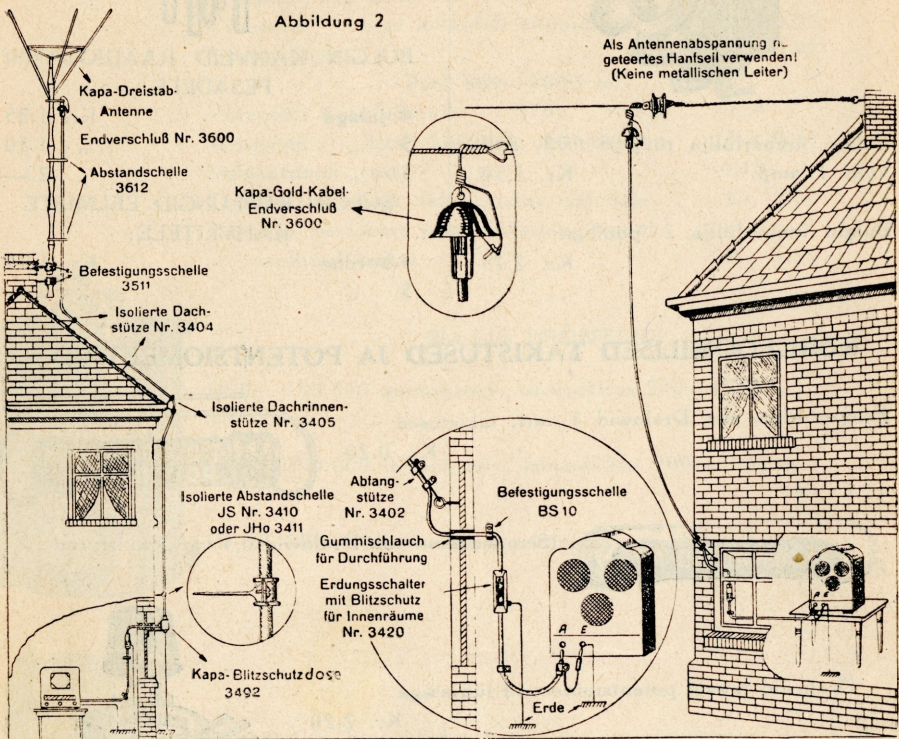 Abbildung 2
Kapa-Dreistab-
Antenne
Endverschluß Nr. 3600
Abstandschelle
3612
Befestigungsschelle
3511
Isolierte Dach-
stütze Nr. 3404
Isolierte Dachrinnen-
stütze Nr. 3405
Isolierte Abstandschelle
JS Nr. 3410
oder JHo 3411
Kapa-Blitzschutzdose
3492
Kapa-Gold-Kabel-
Endverschluß
Nr. 3600
Als Antennenabspannung
geteertes Hanfseil verwenden!
(Keine metallischen Leiter)
Abfang-
stütze
Nr. 3402
Befestigungsschelle
BS 10
Gummischlauch
für Durchführung
Erdungsschalter
mit Blitzschutz
für Innenräume
Nr. 3420
A E
Erde
A E
TAKISTUSED JA POTENTSIOM